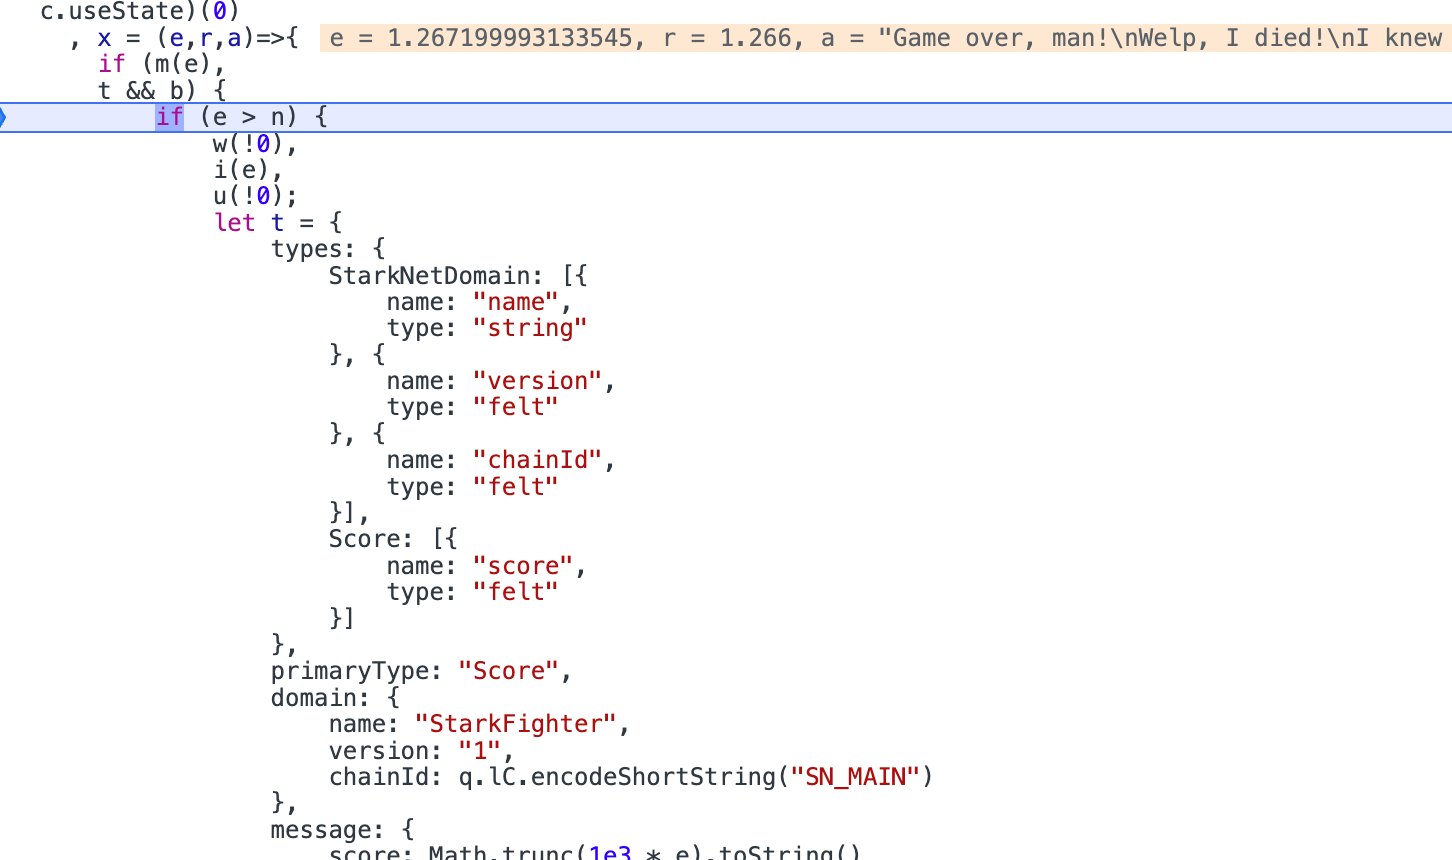 c.useState)(0)
, x = (e,r,a)=>{ e = 1.267199993133545, r = 1.266, a = "Game over, man!\nWelp, I died!\nI knew
if (m(e),
t && b) {
if (e > n) {
w(!0),
i(e),
u(!0);
let t = {
types: {
StarkNetDomain: [{
name: "name",
type: "string"
}, {
name: "version",
type: "felt"
}, {
name: "chainId",
type: "felt"
}],
Score: [{
name: "score",
type: "felt"
}]
},
primaryType: "Score",
domain: {
name: "StarkFighter",
version: "1",
chainId: q.lC.encodeShortString("SN_MAIN")
},
message: {
score: Math.trunc(1e3 * e).toString()